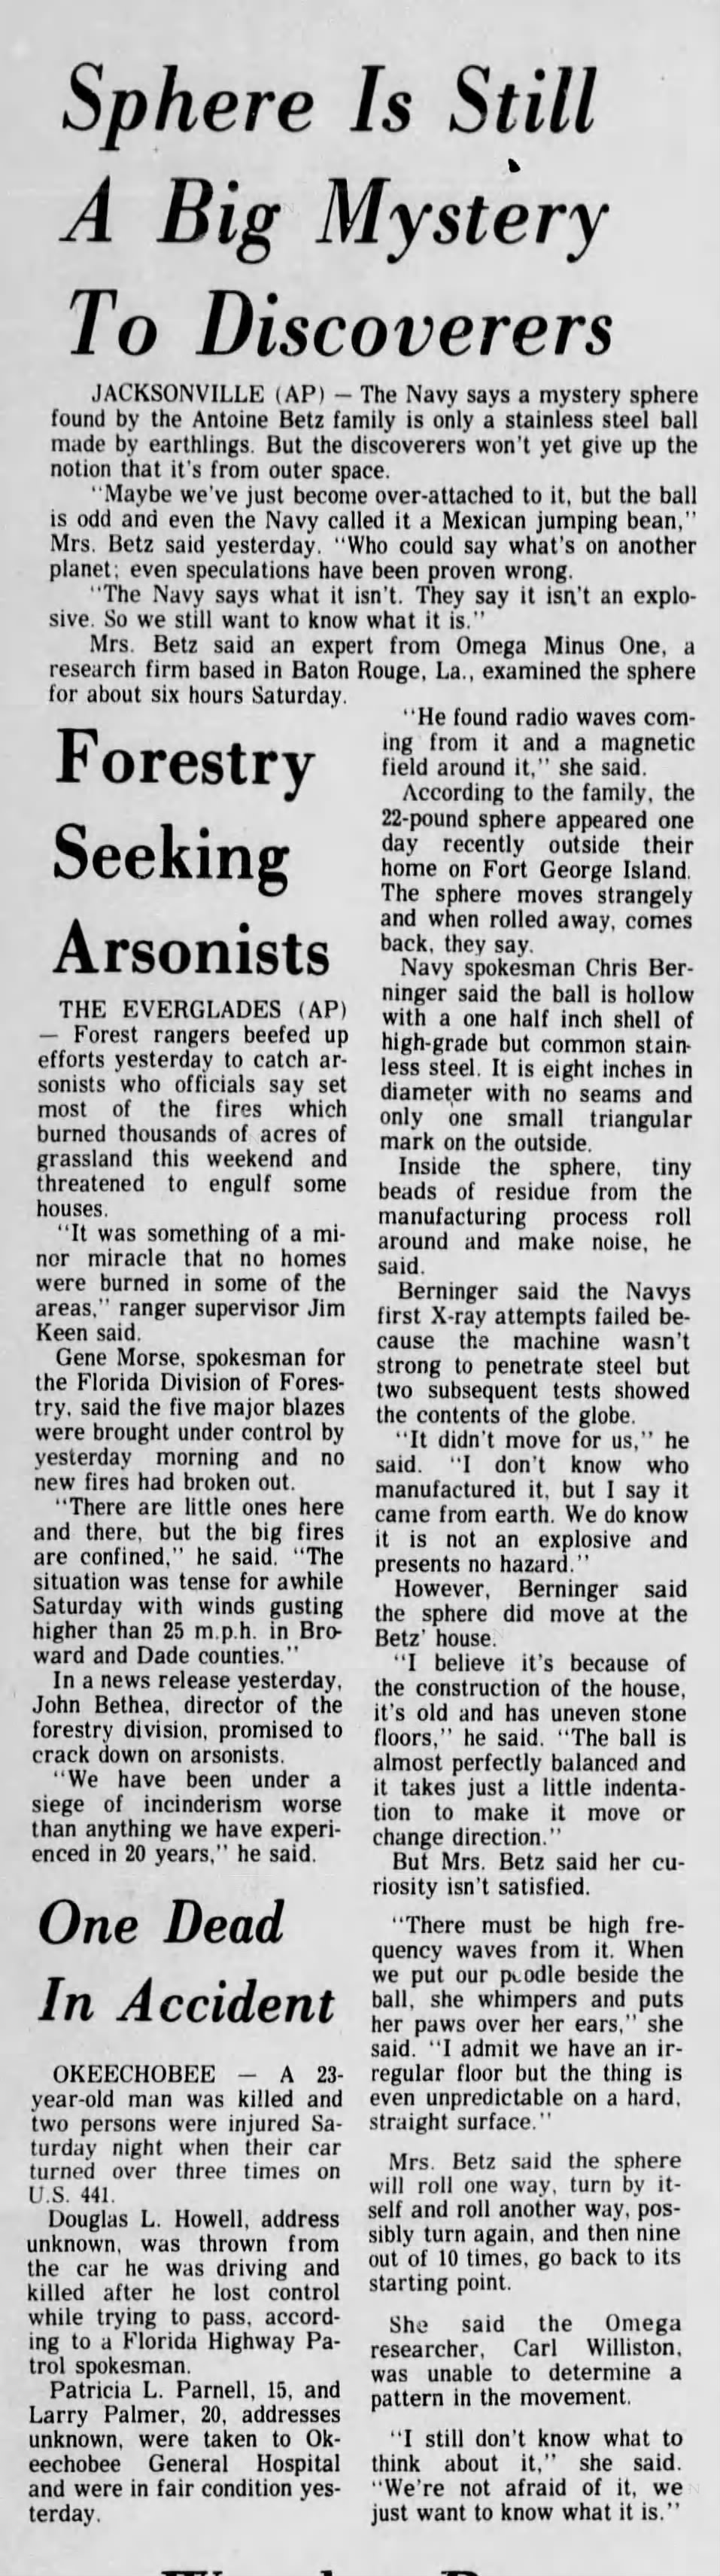 Sphere Is Still
A Big Mystery
To Discoverers
JACKSONVILLE (AP) — The Navy says a mystery sphere
found by the Antoine Betz family is only a stainless steel ball
made by earthlings. But the discoverers won't yet give up the
notion that it's from outer space.
"Maybe we've just become over-attached to it, but the ball
is odd and even the Navy called it a Mexican jumping bean,"
Mrs. Betz said yesterday. "Who could say what's on another
planet; even speculations have been proven wrong.
"The Navy says what it isn't. They say it isn't an explo-
sive. So we still want to know what it is."
Mrs. Betz said an expert from Omega Minus One, a
research firm based in Baton Rouge, La., examined the sphere
for about six hours Saturday.
"He found radio waves com-
ing from it and a magnetic
field around it," she said.
According to the family, the
22-pound sphere appeared one
day recently outside their
home on Fort George Island.
The sphere moves strangely
and when rolled away, comes
back, they say.
Navy spokesman Chris Ber-
ninger said the ball is hollow
with a one half inch shell of
high-grade but common stain-
less steel. It is eight inches in
diameter with no seams and
only one small triangular
mark on the outside.
Inside the sphere, tiny
beads of residue from the
manufacturing process roll
around and make noise, he
said.
Berninger said the Navys
first X-ray attempts failed be-
cause the machine wasn't
strong to penetrate steel but
two subsequent tests showed
the contents of the globe.
"It didn't move for us," he
said. "I don't know who
manufactured it, but I say it
came from earth. We do know
it is not an explosive and
presents no hazard."
However, Berninger said
the sphere did move at the
Betz' house.
"I believe it's because of
the construction of the house,
it's old and has uneven stone
floors," he said. "The ball is
almost perfectly balanced and
it takes just a little indenta-
tion to make it move or
change direction."
But Mrs. Betz said her cu-
riosity isn't satisfied.
"There must be high fre-
quency waves from it. When
we put our poodle beside the
ball, she whimpers and puts
her paws over her ears," she
said. "I admit we have an ir-
regular floor but the thing is
even unpredictable on a hard,
straight surface."
Mrs. Betz said the sphere
will roll one way, turn by it-
self and roll another way, pos-
sibly turn again, and then nine
out of 10 times, go back to its
starting point.
She said the Omega
researcher, Carl Williston,
was unable to determine a
pattern in the movement.
"I still don't know what to
think about it," she said.
"We're not afraid of it, we
just want to know what it is."
Forestry
Seeking
Arsonists
THE EVERGLADES (AP)
— Forest rangers beefed up
efforts yesterday to catch ar-
sonists who officials say set
most of the fires which
burned thousands of acres of
grassland this weekend and
threatened to engulf some
houses.
"It was something of a mi-
nor miracle that no homes
were burned in some of the
areas," ranger supervisor Jim
Keen said.
Gene Morse, spokesman for
the Florida Division of Fores-
try, said the five major blazes
were brought under control by
yesterday morning and no
new fires had broken out.
"There are little ones here
and there, but the big fires
are confined," he said. "The
situation was tense for awhile
Saturday with winds gusting
higher than 25 m.p.h. in Bro-
ward and Dade counties."
In a news release yesterday,
John Bethea, director of the
forestry division, promised to
crack down on arsonists.
"We have been under a
siege of incinderism worse
than anything we have experi-
enced in 20 years," he said.
One Dead
In Accident
OKEECHOBEE — A 23-
year-old man was killed and
two persons were injured Sa-
turday night when their car
turned over three times on
U.S. 441.
Douglas L. Howell, address
unknown, was thrown from
the car he was driving and
killed after he lost control
while trying to pass, accord-
ing to a Florida Highway Pa-
trol spokesman.
Patricia L. Parnell, 15, and
Larry Palmer, 20, addresses
unknown, were taken to Ok-
eechobee General Hospital
and were in fair condition yes-
terday.